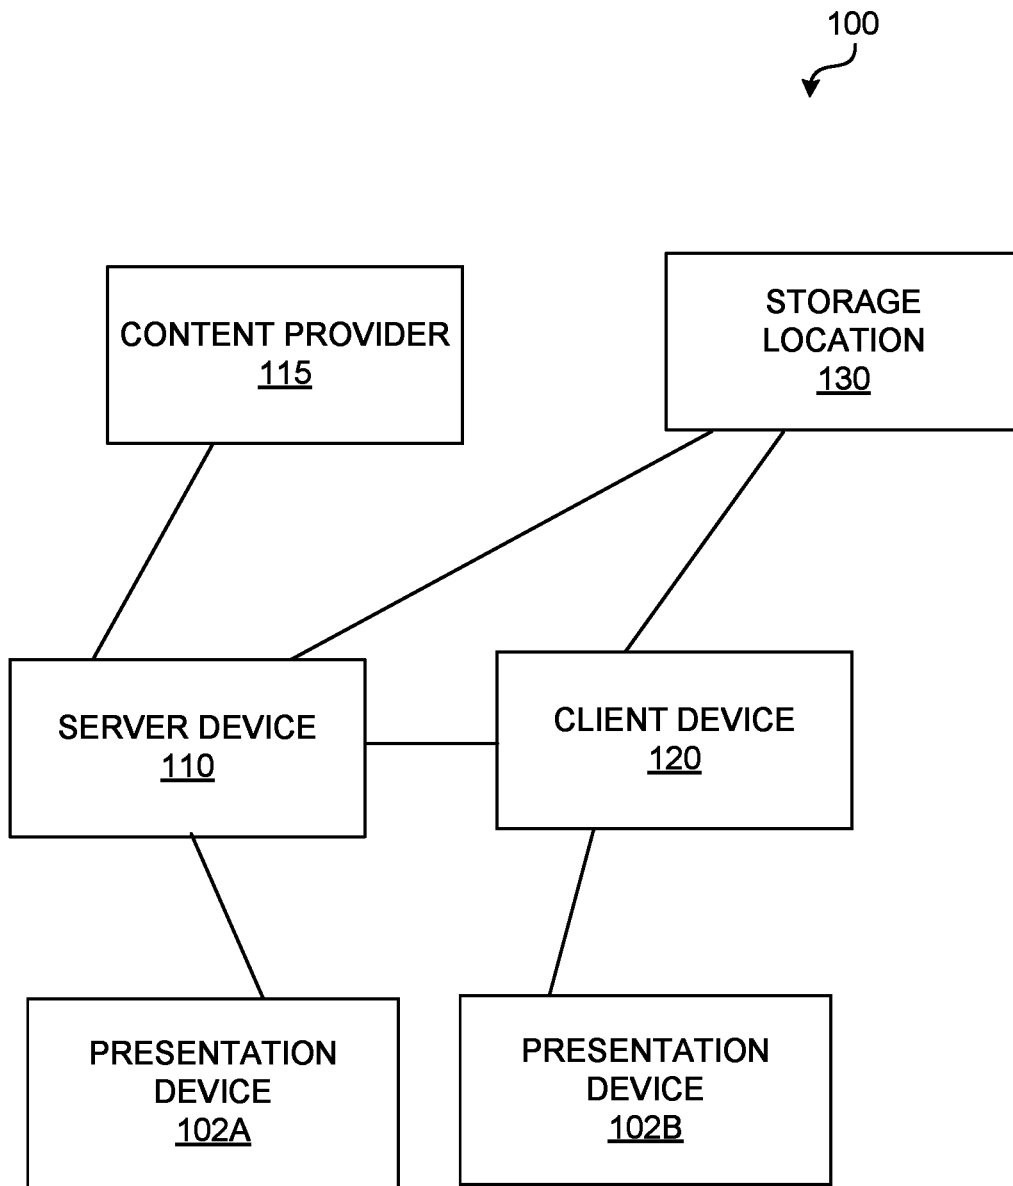 100
CONTENT PROVIDER
115
STORAGE
LOCATION
130
SERVER DEVICE
110
CLIENT DEVICE
120
PRESENTATION
DEVICE
102A
PRESENTATION
DEVICE
102B